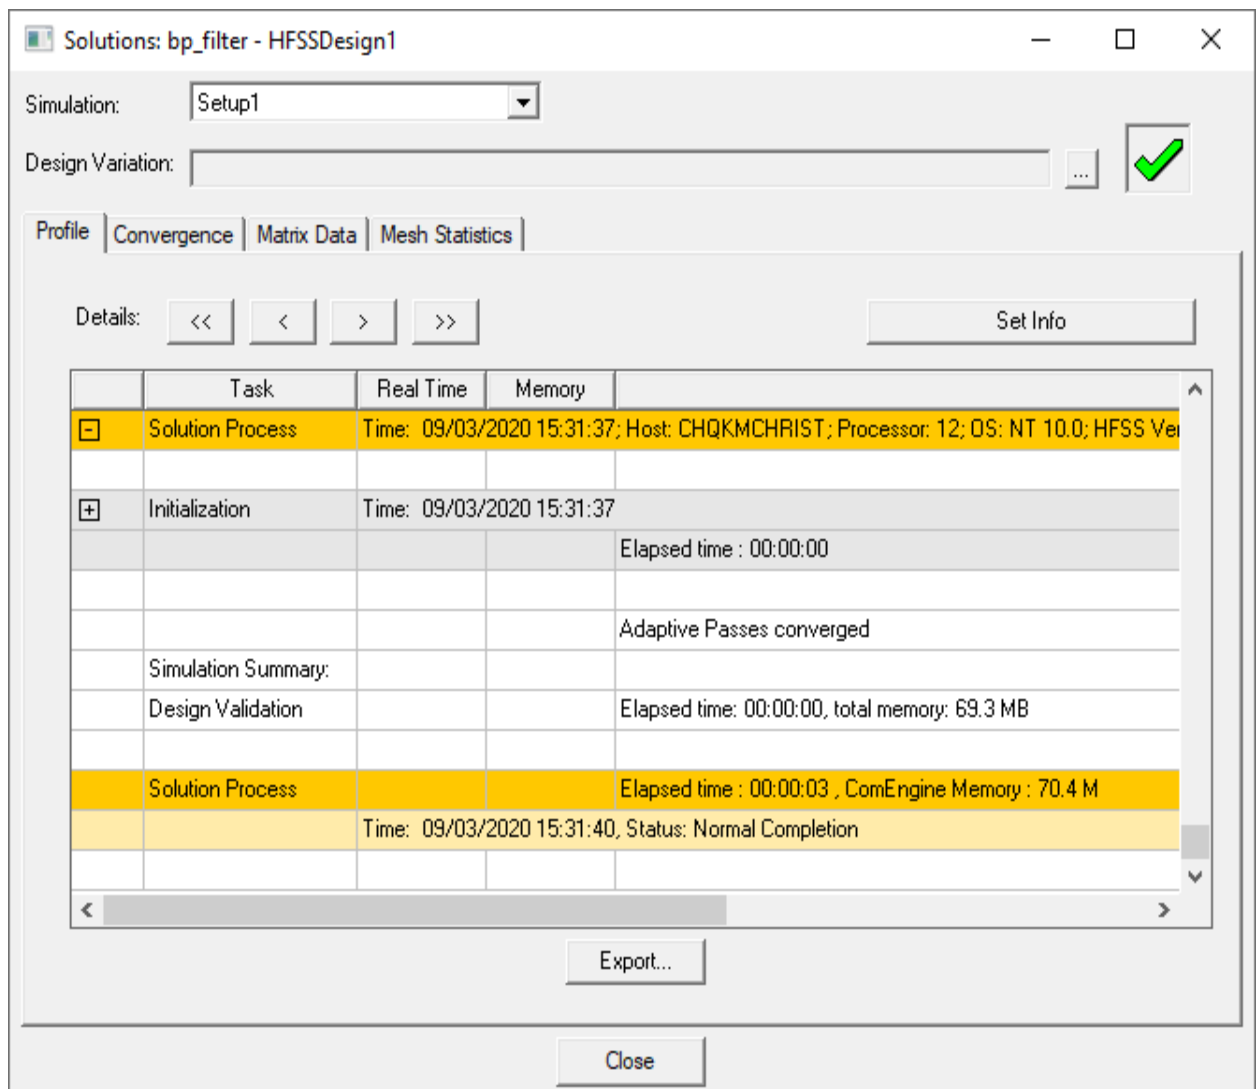 Solutions: bp_filter - HFSSDesign1
Simulation: Setup1
Design Variation: ...
Profile Convergence Matrix Data Mesh Statistics
Details: << < > >> Set Info
Task Real Time Memory
Solution Process Time: 09/03/2020 15:31:37; Host: CHQKMCHRIST; Processor: 12; OS: NT 10.0; HFSS Ver
Initialization Time: 09/03/2020 15:31:37
Elapsed time : 00:00:00
Adaptive Passes converged
Simulation Summary:
Design Validation Elapsed time: 00:00:00, total memory: 69.3 MB
Solution Process Elapsed time : 00:00:03 , ComEngine Memory : 70.4 M
Time: 09/03/2020 15:31:40, Status: Normal Completion
Export...
Close